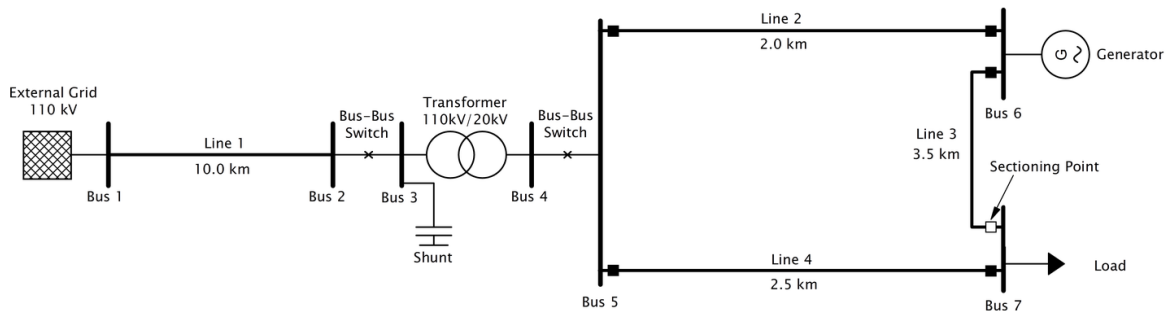 External Grid
110 kV
Bus 1
Line 1
10.0 km
Bus 2
Bus-Bus
Switch
Bus 3
Shunt
Transformer
110kV/20kV
Bus 4
Bus-Bus
Switch
Bus 5
Line 2
2.0 km
G
Generator
Bus 6
Line 3
3.5 km
Sectioning Point
Line 4
2.5 km
Load
Bus 7